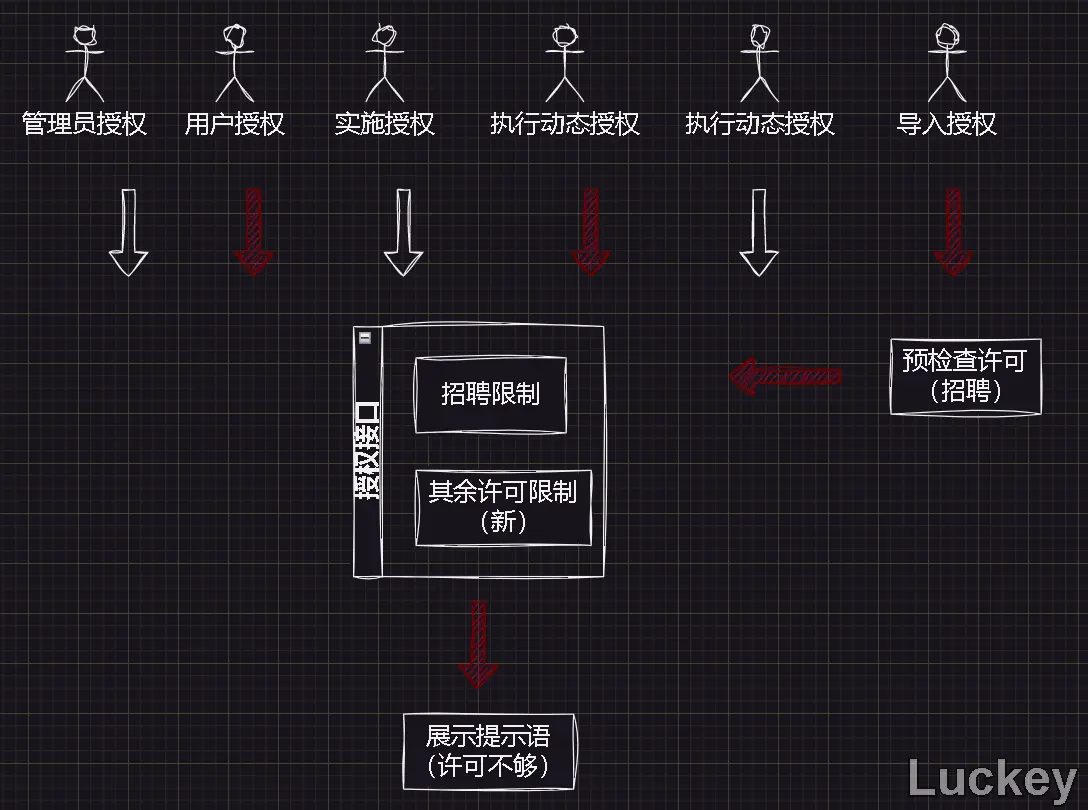 管理员授权
用户授权
实施授权
执行动态授权
执行动态授权
导入授权
授权接口
招聘限制
预检查许可
（招聘）
其余许可限制
（新）
展示提示语
（许可不够）
Luckey